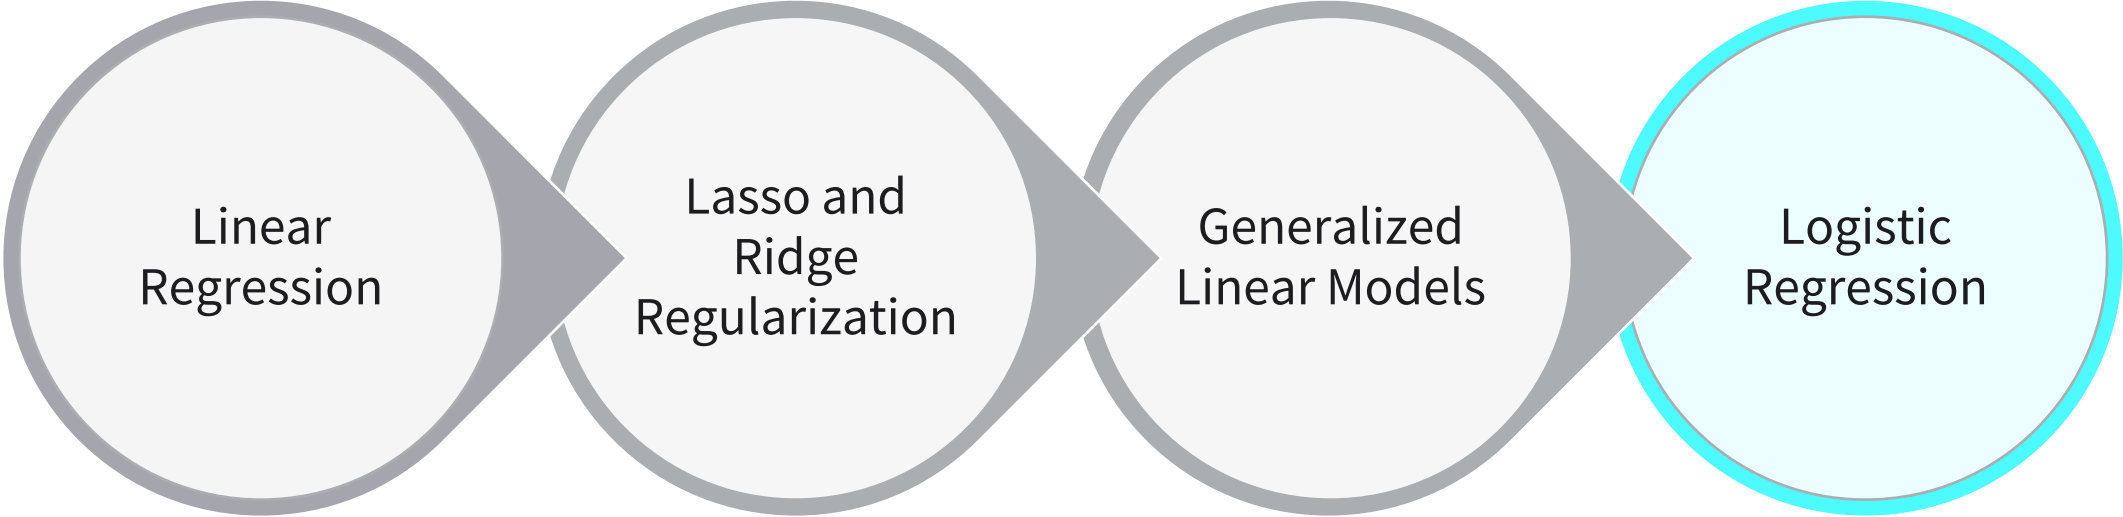 Linear
Regression
Lasso and
Ridge
Regularization
Generalized
Linear Models
Logistic
Regression